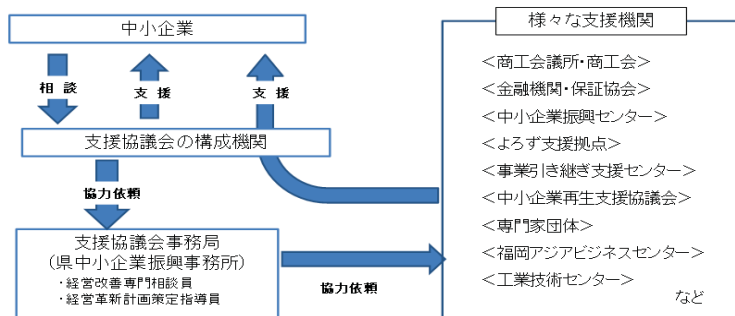 中小企業
相 談
支 援
支 援
支援協議会の構成機関
協力依頼
支援協議会事務局
(県中小企業振興事務所)
・経営改善専門相談員
・経営革新計画策定指導員
協力依頼
様々な支援機関
<商工会議所・商工会>
<金融機関・保証協会>
<中小企業振興センター>
<よろず支援拠点>
<事業引き継ぎ支援センター>
<中小企業再生支援協議会>
<専門家団体>
<福岡アジアビジネスセンター>
<工業技術センター>
など